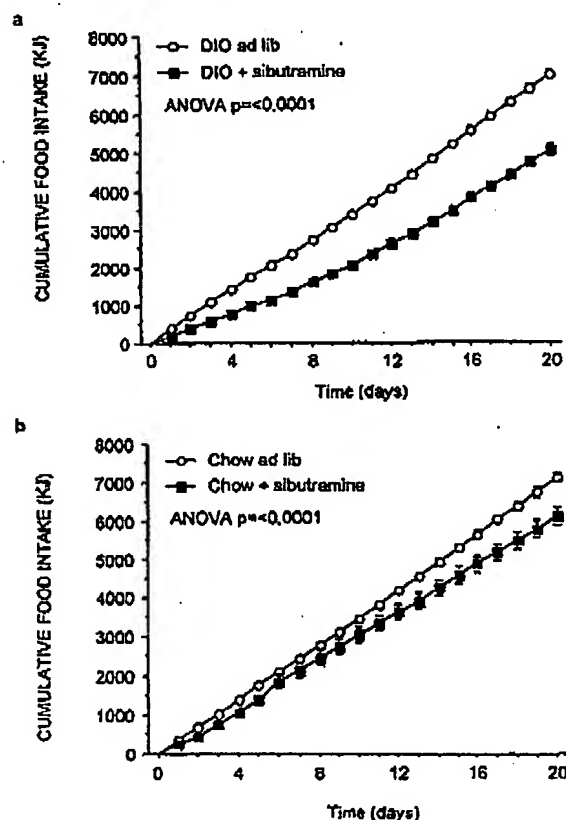 a
8000
7000
6000
5000
4000
3000
2000
1000
0
CUMULATIVE FOOD INTAKE (KJ)
DIO ad lib
DIO + sibutramine
ANOVA p=<0.0001
0 4 8 12 16 20
Time (days)
b
8000
7000
6000
5000
4000
3000
2000
1000
0
CUMULATIVE FOOD INTAKE (KJ)
Chow ad lib
Chow + sibutramine
ANOVA p=<0.0001
0 4 8 12 16 20
Time (days)